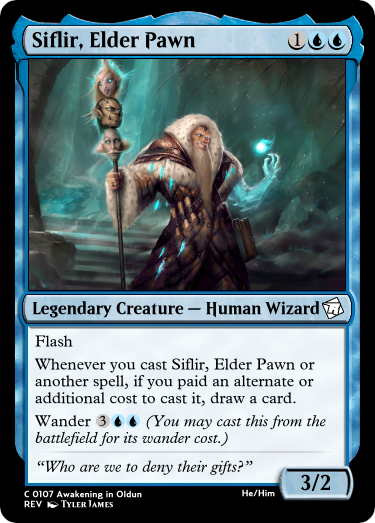 Siflir, Elder Pawn 1
Legendary Creature — Human Wizard
Flash
Whenever you cast Siflir, Elder Pawn or
another spell, if you paid an alternate or
additional cost to cast it, draw a card.
Wander 3 (You may cast this from the
battlefield for its wander cost.)
“Who are we to deny their gifts?”
3/2
C 0107 Awakening in Oldun He/Him
REV Tyler James